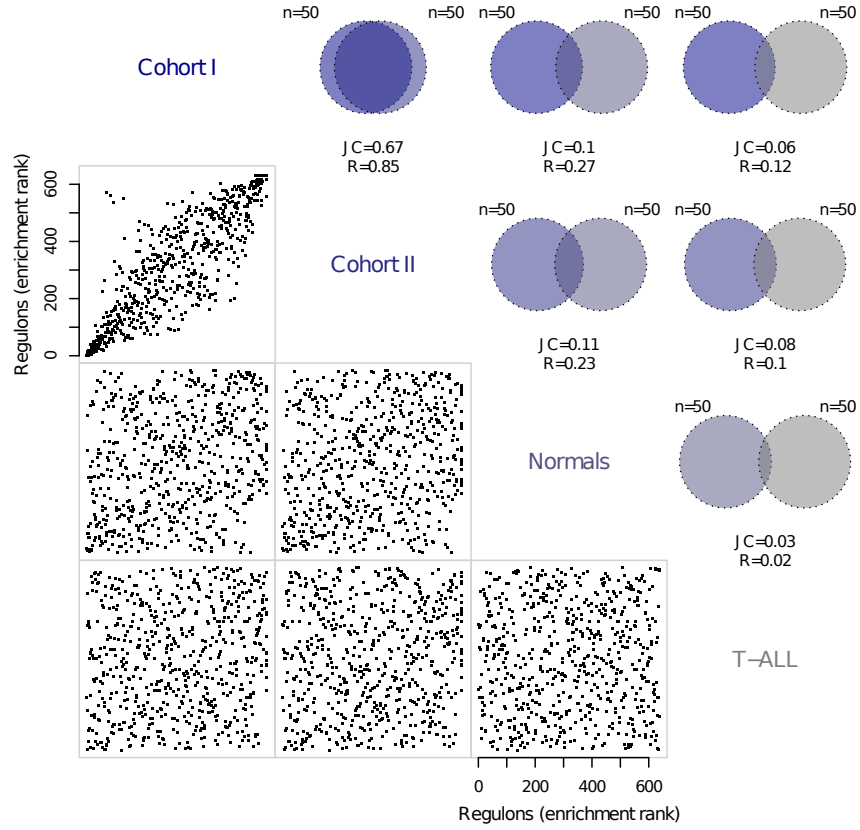 n=50 n=50 n=50 n=50 n=50 n=50
Cohort I
JC=0.67 JC=0.1 JC=0.06
R=0.85 R=0.27 R=0.12
Regulons (enrichment rank)
600
400
200
0
n=50 n=50 n=50 n=50
Cohort II
JC=0.11 JC=0.08
R=0.23 R=0.1
n=50 n=50
Normals
JC=0.03
R=0.02
T−ALL
0 200 400 600
Regulons (enrichment rank)